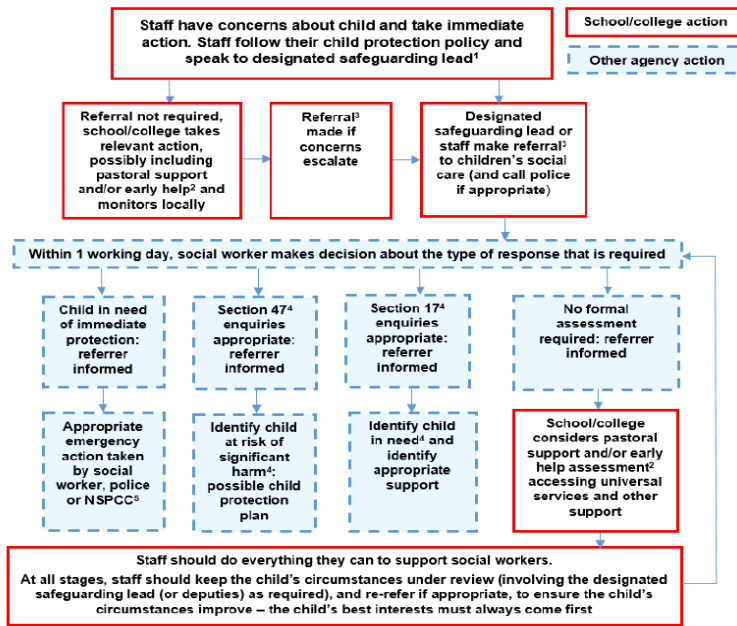 Staff have concerns about child and take immediate
action. Staff follow their child protection policy and
speak to designated safeguarding lead¹
School/college action
Other agency action
Referral not required,
school/college takes
relevant action,
possibly including
pastoral support
and/or early help² and
monitors locally
Referral³
made if
concerns
escalate
Designated
safeguarding lead or
staff make referral³
to children's social
care (and call police
if appropriate)
Within 1 working day, social worker makes decision about the type of response that is required
Child in need
of immediate
protection:
referrer
informed
Section 47⁴
enquiries
appropriate:
referrer
informed
Section 17⁴
enquiries
appropriate:
referrer
informed
No formal
assessment
required: referrer
informed
Appropriate
emergency
action taken
by social
worker, police
or NSPCC⁵
Identify child
at risk of
significant
harm⁴:
possible child
protection
plan
Identify child
in need⁴ and
identify
appropriate
support
School/college
considers pastoral
support and/or early
help assessment²
accessing universal
services and other
support
Staff should do everything they can to support social workers.
At all stages, staff should keep the child's circumstances under review (involving the designated
safeguarding lead (or deputies) as required), and re-refer if appropriate, to ensure the child's
circumstances improve – the child's best interests must always come first